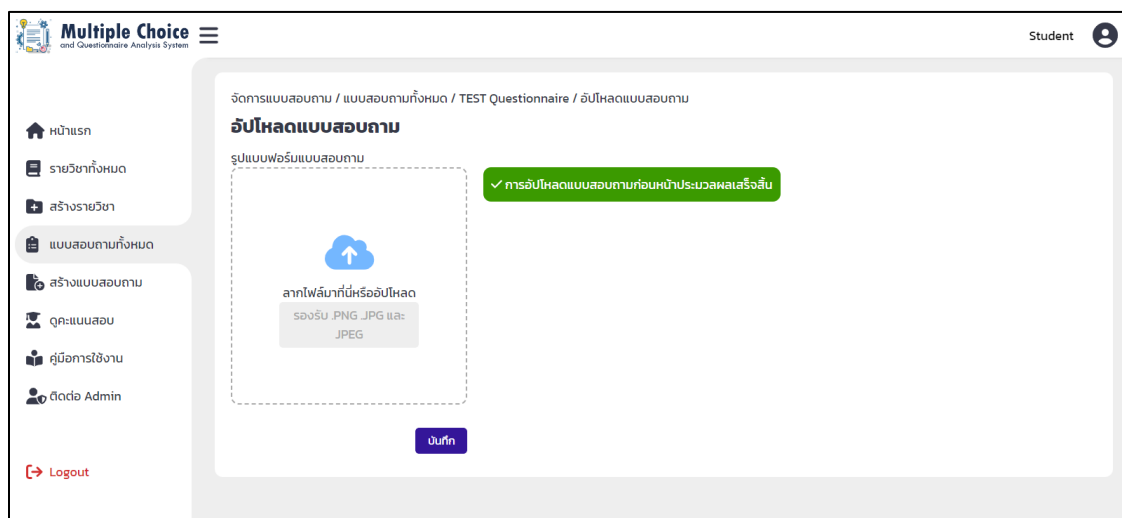 Multiple Choice
and Questionnaire Analysis System
Student
จัดการแบบสอบถาม / แบบสอบถามทั้งหมด / TEST Questionnaire / อัปโหลดแบบสอบถาม
อัปโหลดแบบสอบถาม
รูปแบบฟอร์มแบบสอบถาม
การอัปโหลดแบบสอบถามก่อนหน้าประมวลผลเสร็จสิ้น
ลากไฟล์มาที่นี่หรืออัปโหลด
รองรับ .PNG .JPG และ
JPEG
บันทึก
หน้าแรก
รายวิชาทั้งหมด
สร้างรายวิชา
แบบสอบถามทั้งหมด
สร้างแบบสอบถาม
ดูคะแนนสอบ
คู่มือการใช้งาน
ติดต่อ Admin
Logout